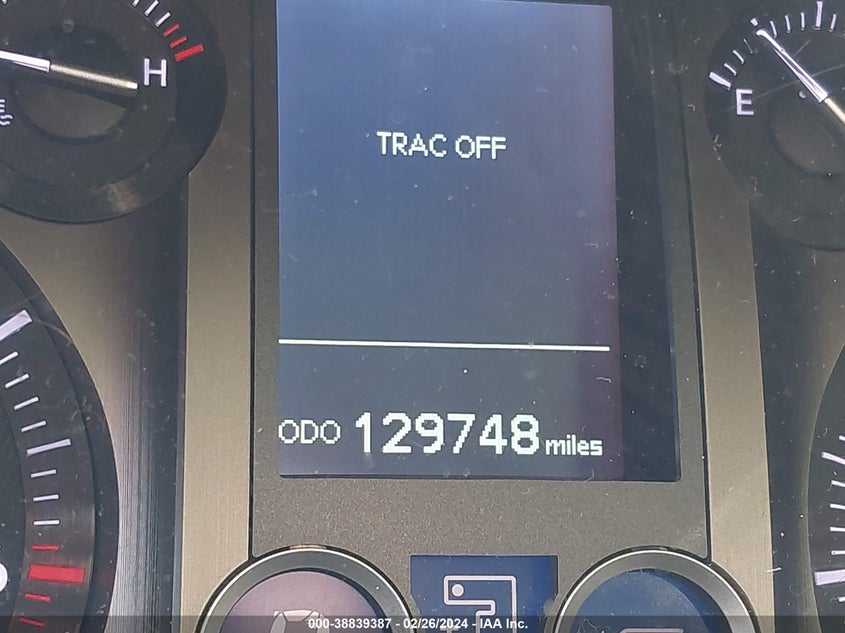 H
E
TRAC OFF
ODO 129748 miles
000-38839387 - 02/26/2024 - IAA Inc.